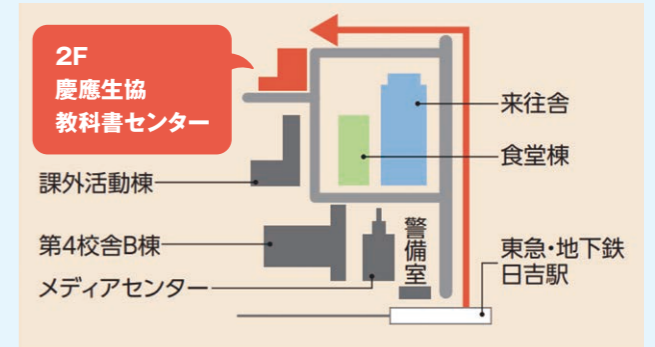 2F
慶應生協
教科書センター
来往舎
食堂棟
課外活動棟
第4校舎B棟
メディアセンター
警備室
東急・地下鉄
日吉駅